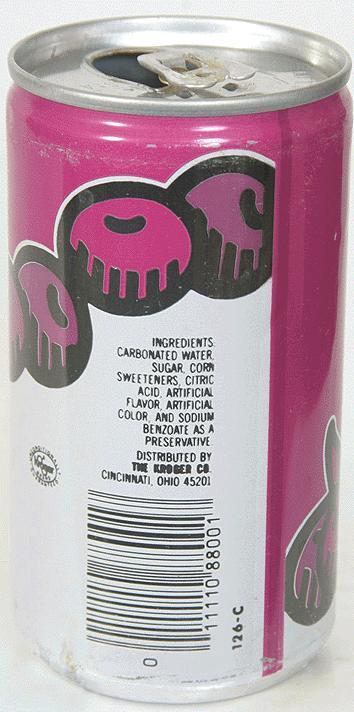 INGREDIENTS:
CARBONATED WATER,
SUGAR, CORN
SWEETENERS, CITRIC
ACID, ARTIFICIAL
FLAVOR, ARTIFICIAL
COLOR, AND SODIUM
BENZOATE AS A
PRESERVATIVE.
DISTRIBUTED BY
THE KROGER CO.
CINCINNATI, OHIO 45201
0
11110 88001
126-C